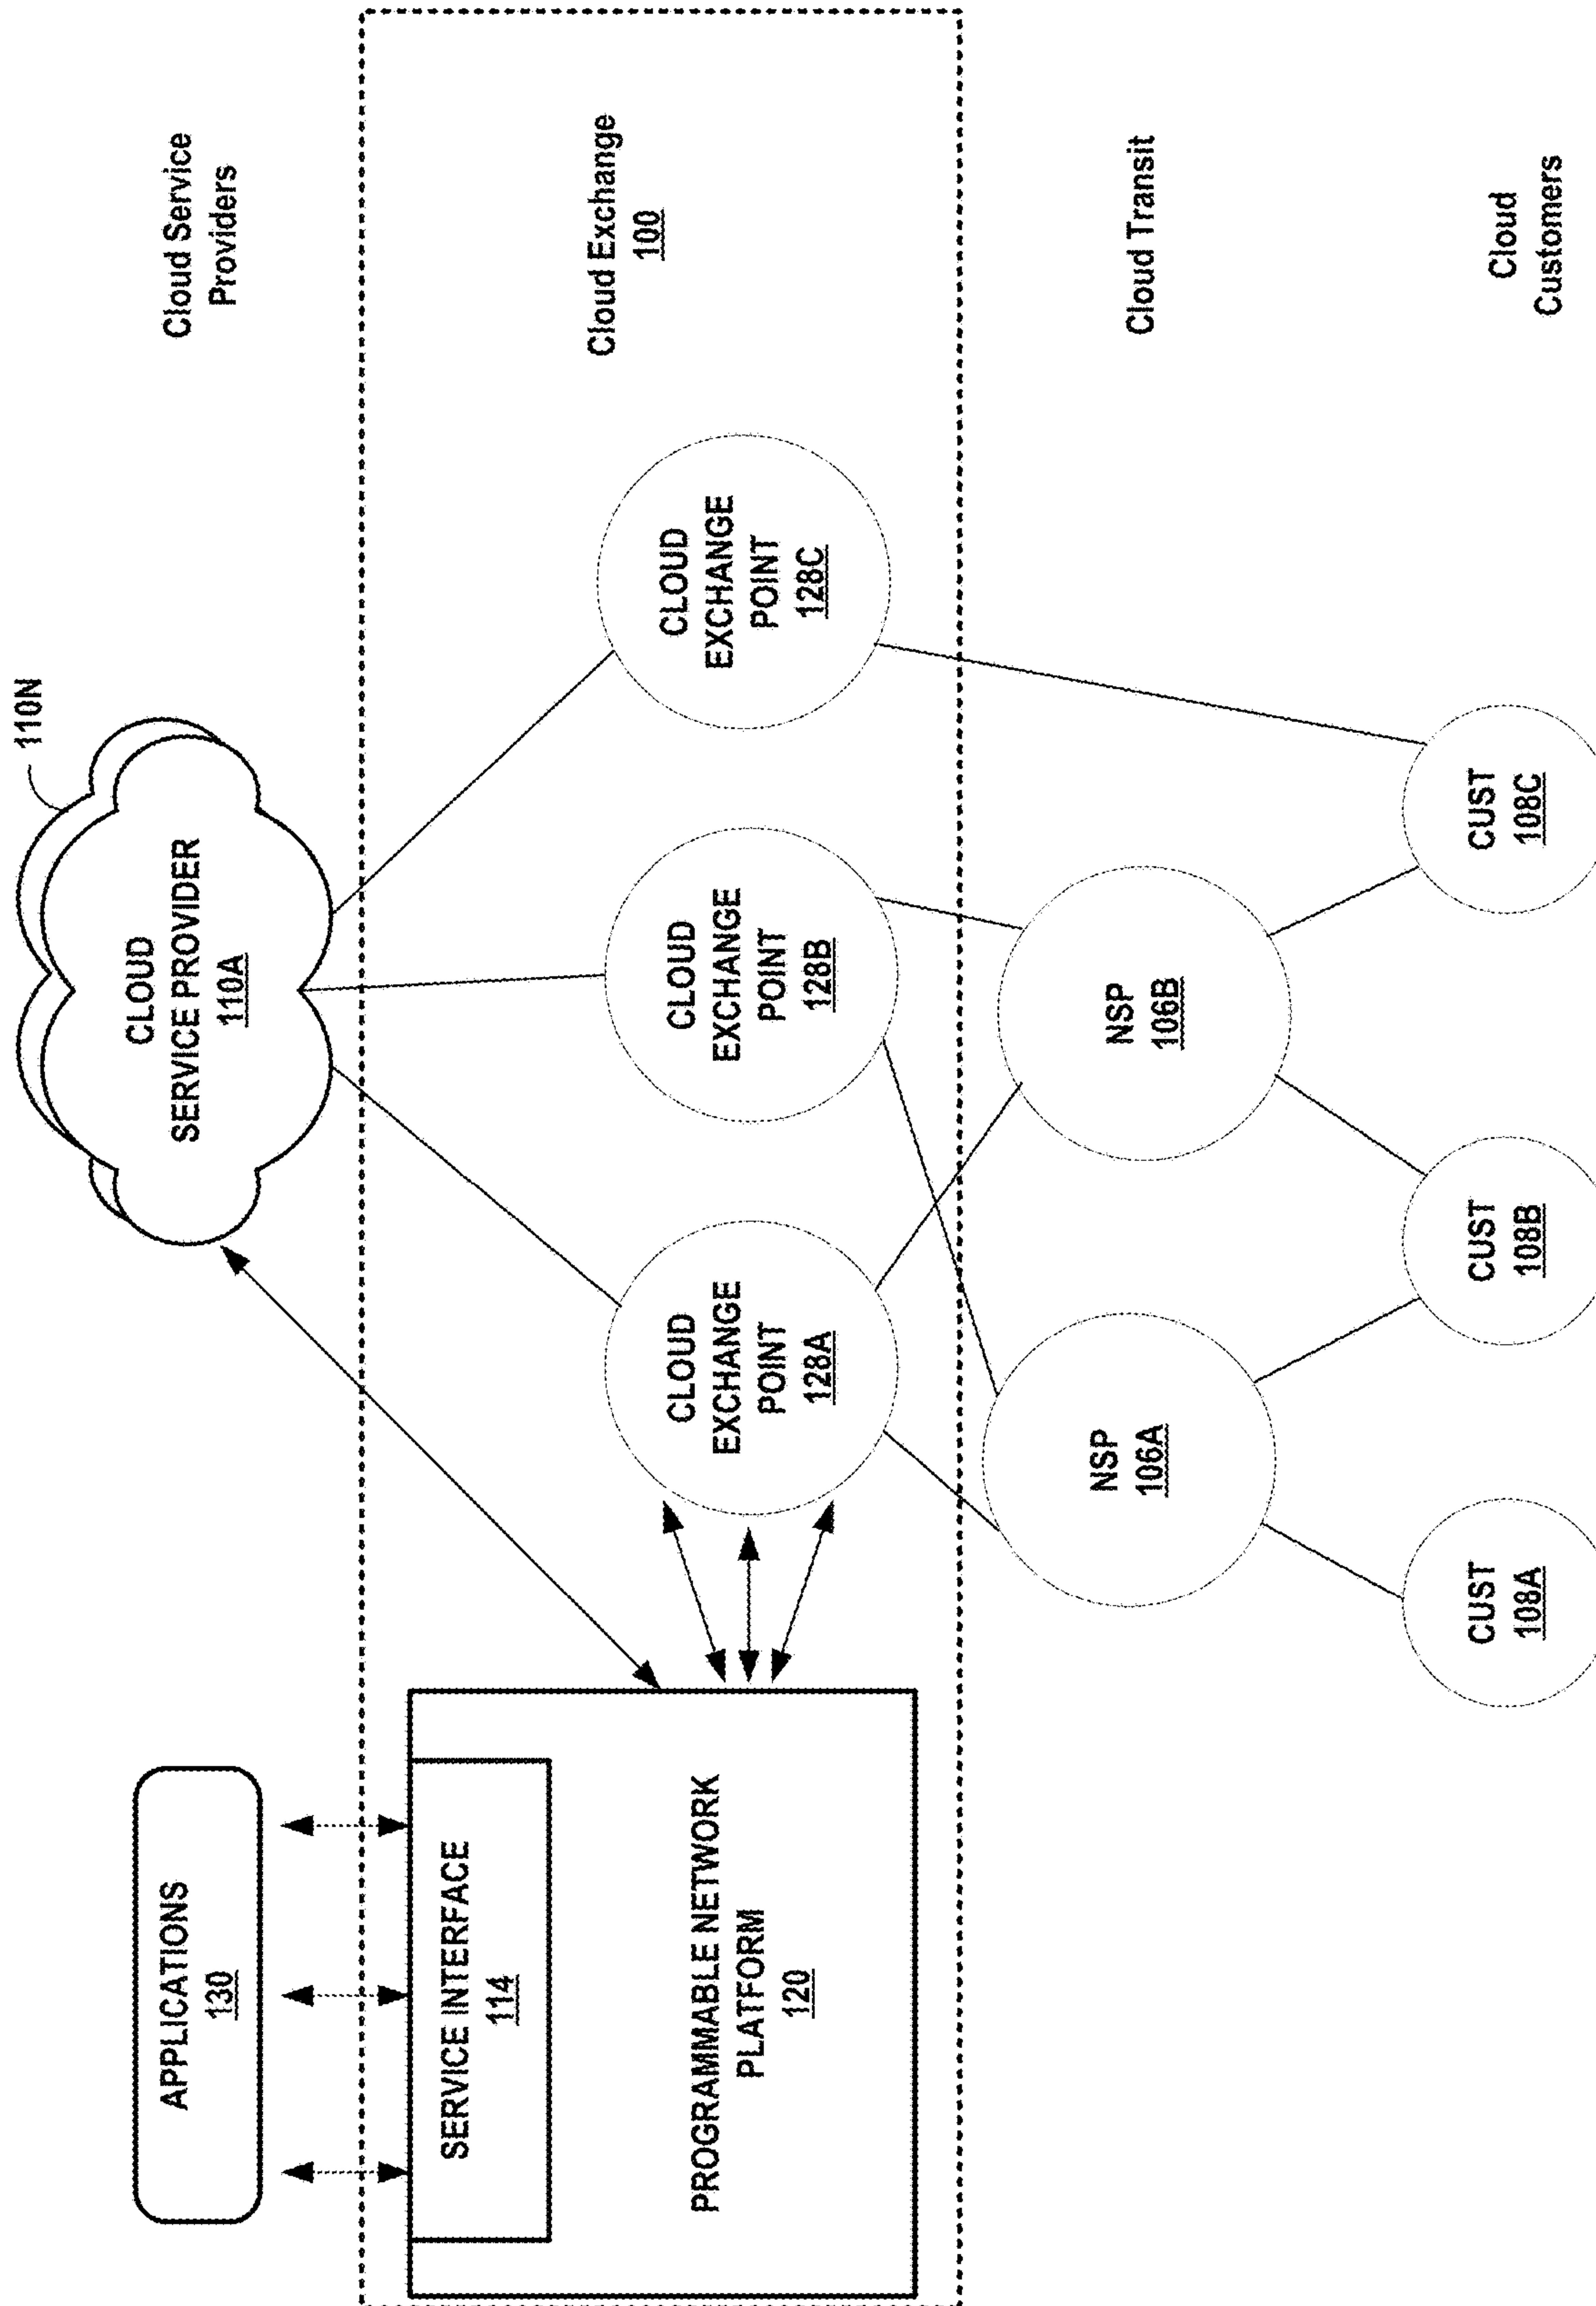 110N
Cloud Service
Providers
CLOUD
SERVICE PROVIDER
110A
APPLICATIONS
130
Cloud Exchange
100
SERVICE INTERFACE
114
PROGRAMMABLE NETWORK
PLATFORM
120
CLOUD
EXCHANGE
POINT
128A
CLOUD
EXCHANGE
POINT
128B
CLOUD
EXCHANGE
POINT
128C
Cloud Transit
NSP
106A
NSP
106B
Cloud
Customers
CUST
108A
CUST
108B
CUST
108C